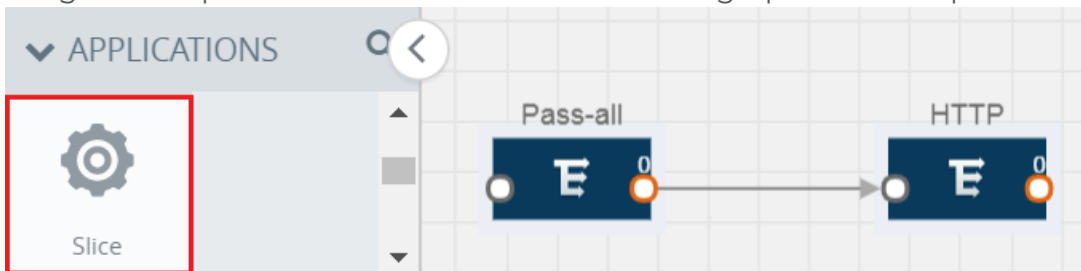 APPLICATIONS
Pass-all
HTTP
0
0
Slice